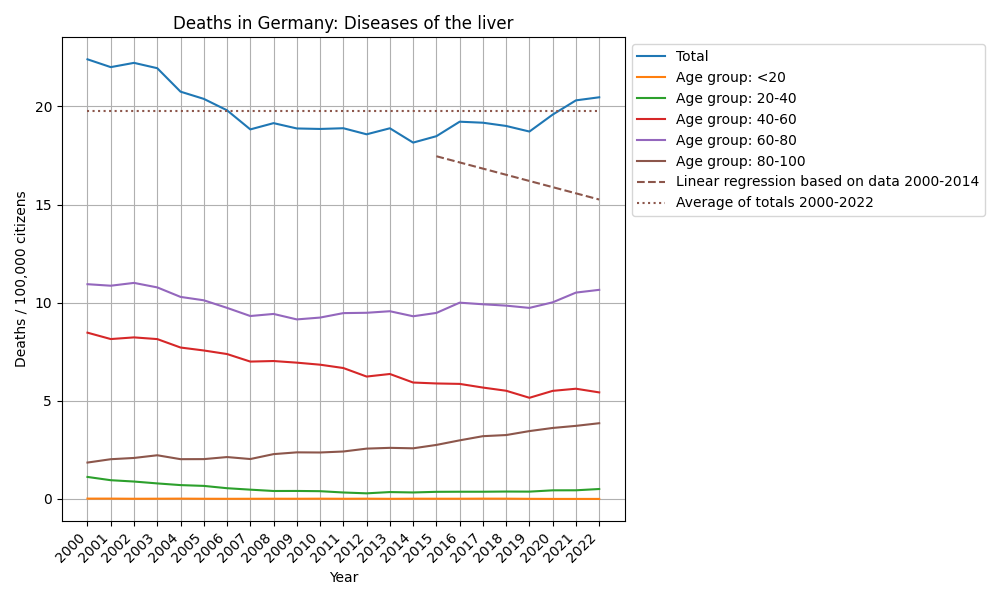 Deaths in Germany: Diseases of the liver
Total
Age group: <20
Age group: 20-40
Age group: 40-60
Age group: 60-80
Age group: 80-100
Linear regression based on data 2000-2014
Average of totals 2000-2022
Deaths / 100,000 citizens
20
15
10
5
0
2000 2001 2002 2003 2004 2005 2006 2007 2008 2009 2010 2011 2012 2013 2014 2015 2016 2017 2018 2019 2020 2021 2022
Year